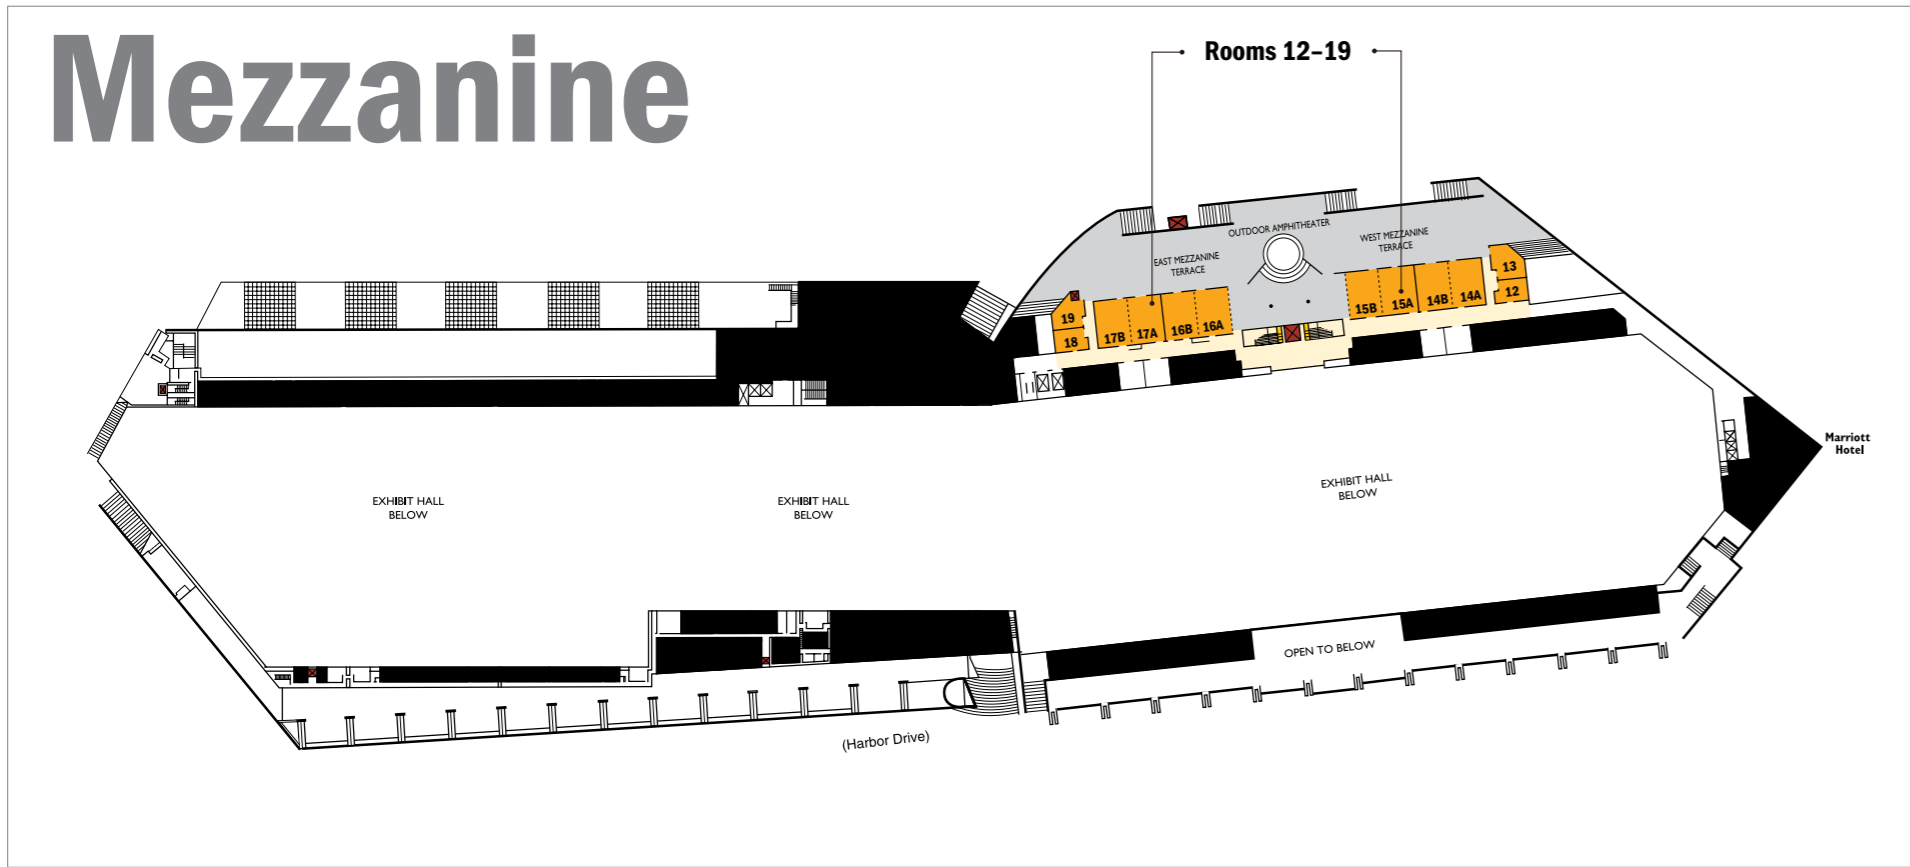 Mezzanine
Rooms 12–19
OUTDOOR AMPHITHEATER
WEST MEZZANINE
TERRACE
EAST MEZZANINE
TERRACE
13
12
14A
14B
15A
15B
19
18
17B
17A
16B
16A
Marriott
Hotel
EXHIBIT HALL
BELOW
EXHIBIT HALL
BELOW
EXHIBIT HALL
BELOW
OPEN TO BELOW
(Harbor Drive)